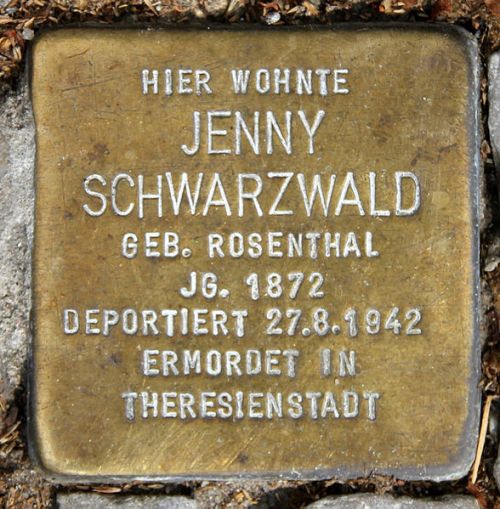 HIER WOHNTE
JENNY
SCHWARZWALD
GEB. ROSENTHAL
JG. 1872
DEPORTIERT 27.8.1942
ERMORDET IN
THERESIENSTADT